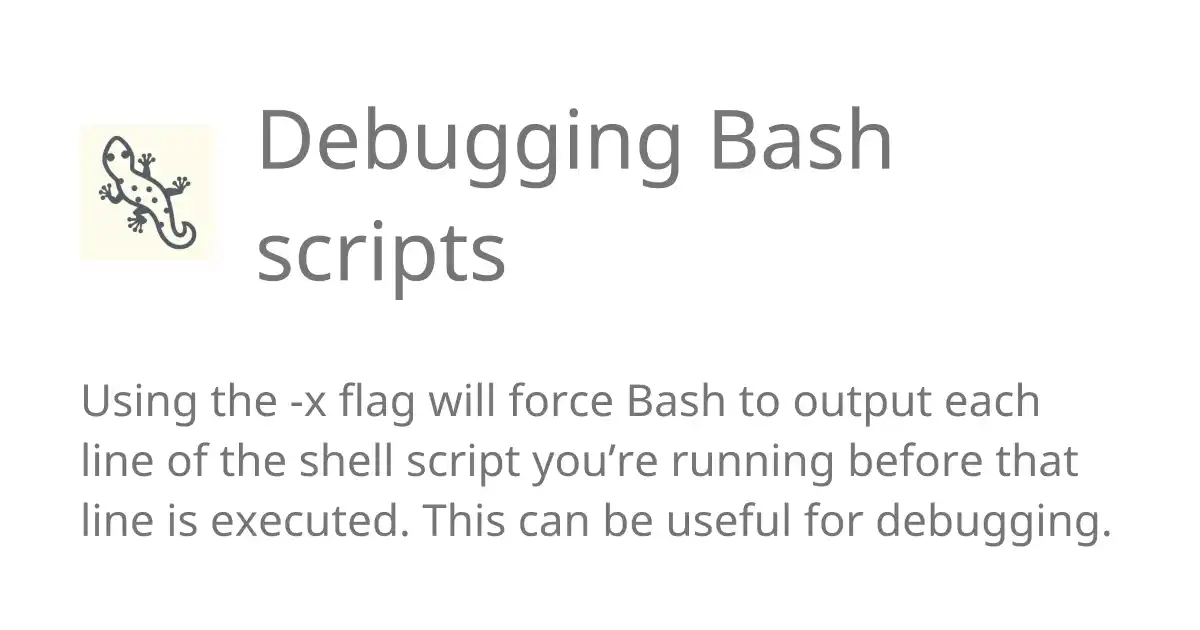 Debugging Bash
scripts
Using the -x flag will force Bash to output each
line of the shell script you’re running before that
line is executed. This can be useful for debugging.